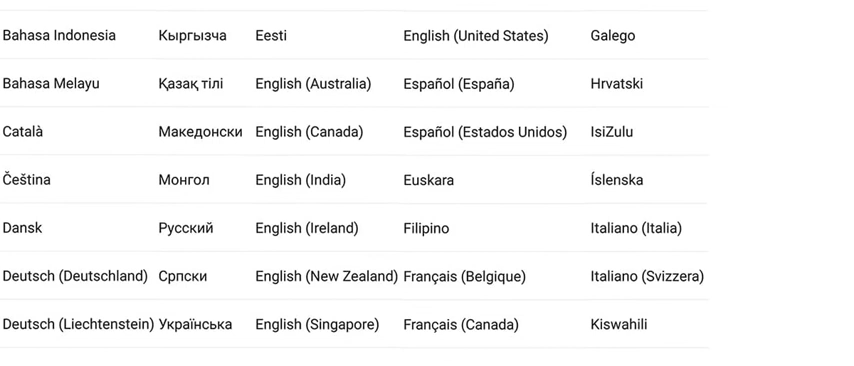 Bahasa Indonesia Кыргызча Eesti English (United States) Galego
Bahasa Melayu Қазақ тілі English (Australia) Español (España) Hrvatski
Català Македонски English (Canada) Español (Estados Unidos) IsiZulu
Čeština Монгол English (India) Euskara Íslenska
Dansk Русский English (Ireland) Filipino Italiano (Italia)
Deutsch (Deutschland) Српски English (New Zealand) Français (Belgique) Italiano (Svizzera)
Deutsch (Liechtenstein) Українська English (Singapore) Français (Canada) Kiswahili